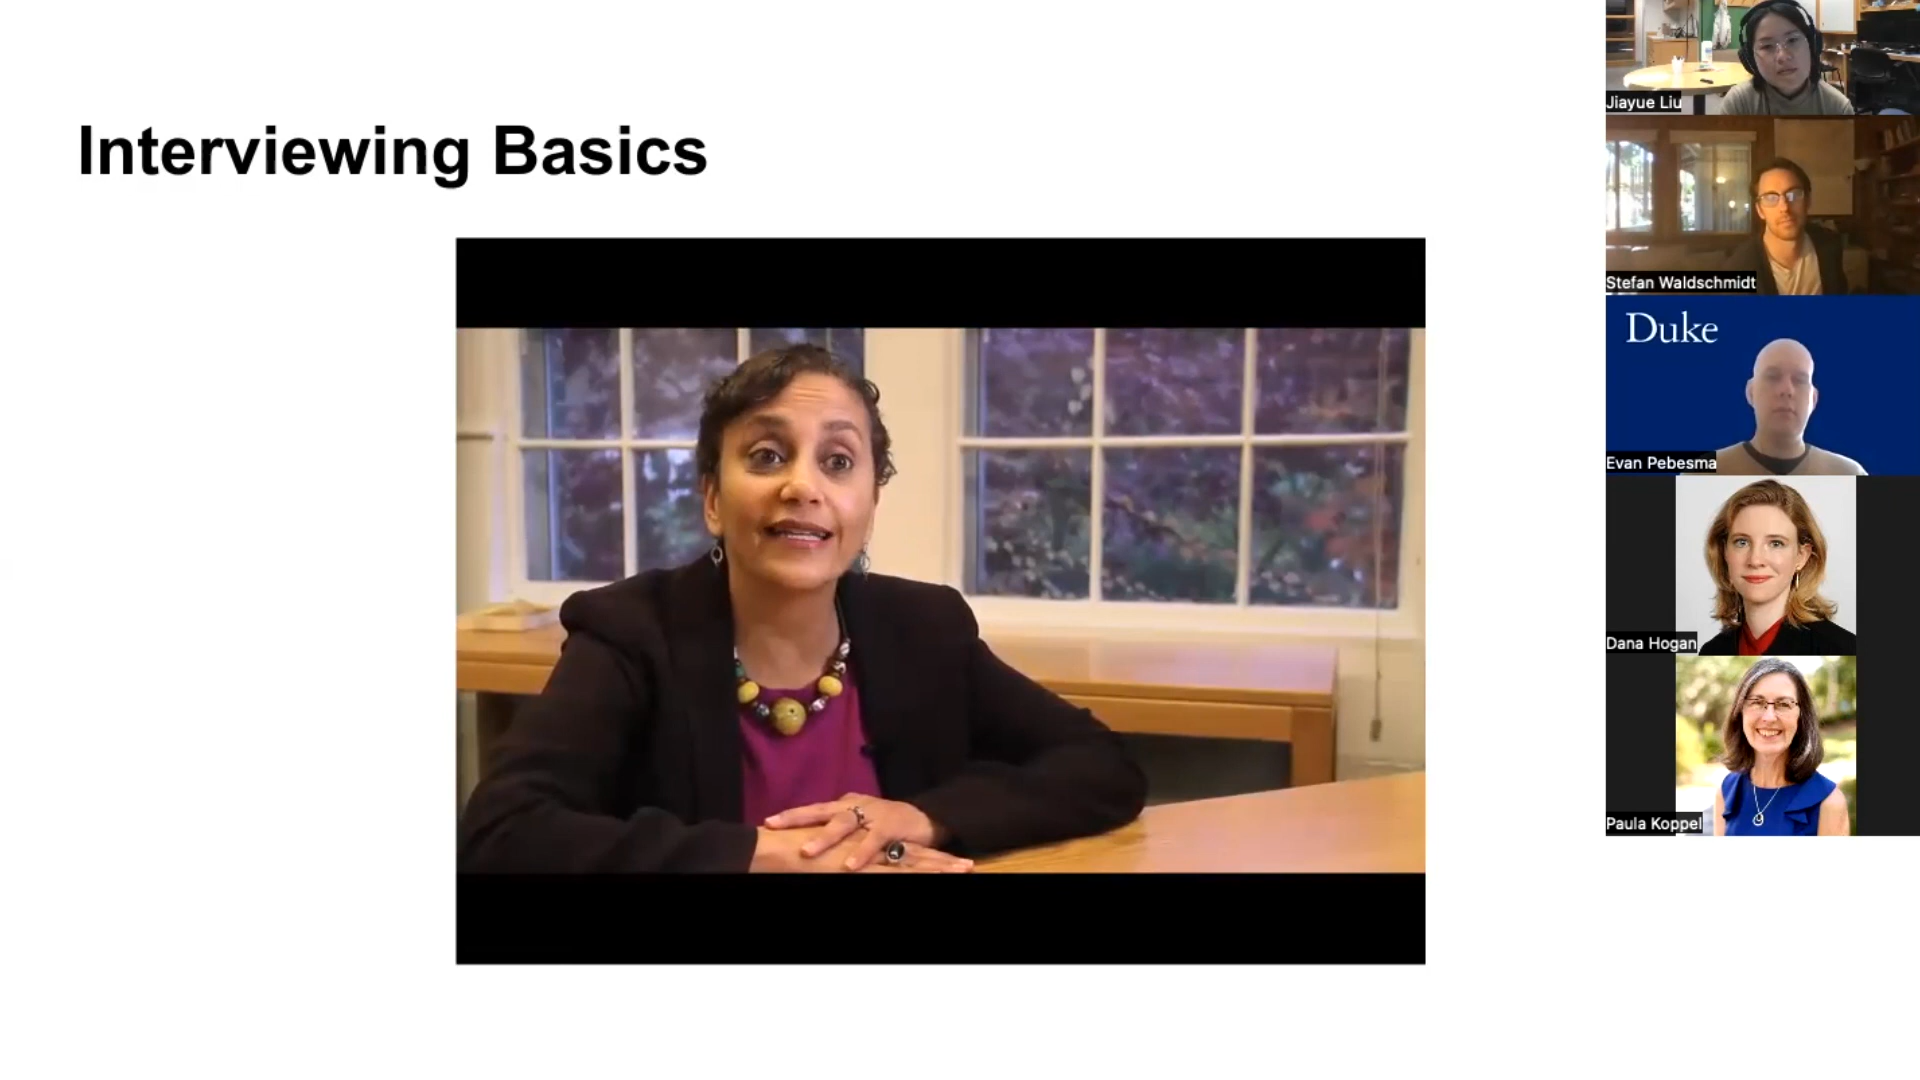 Interviewing Basics
Jiayue Liu
Stefan Waldschmidt
Duke
Evan Pebesma
Dana Hogan
Paula Koppel